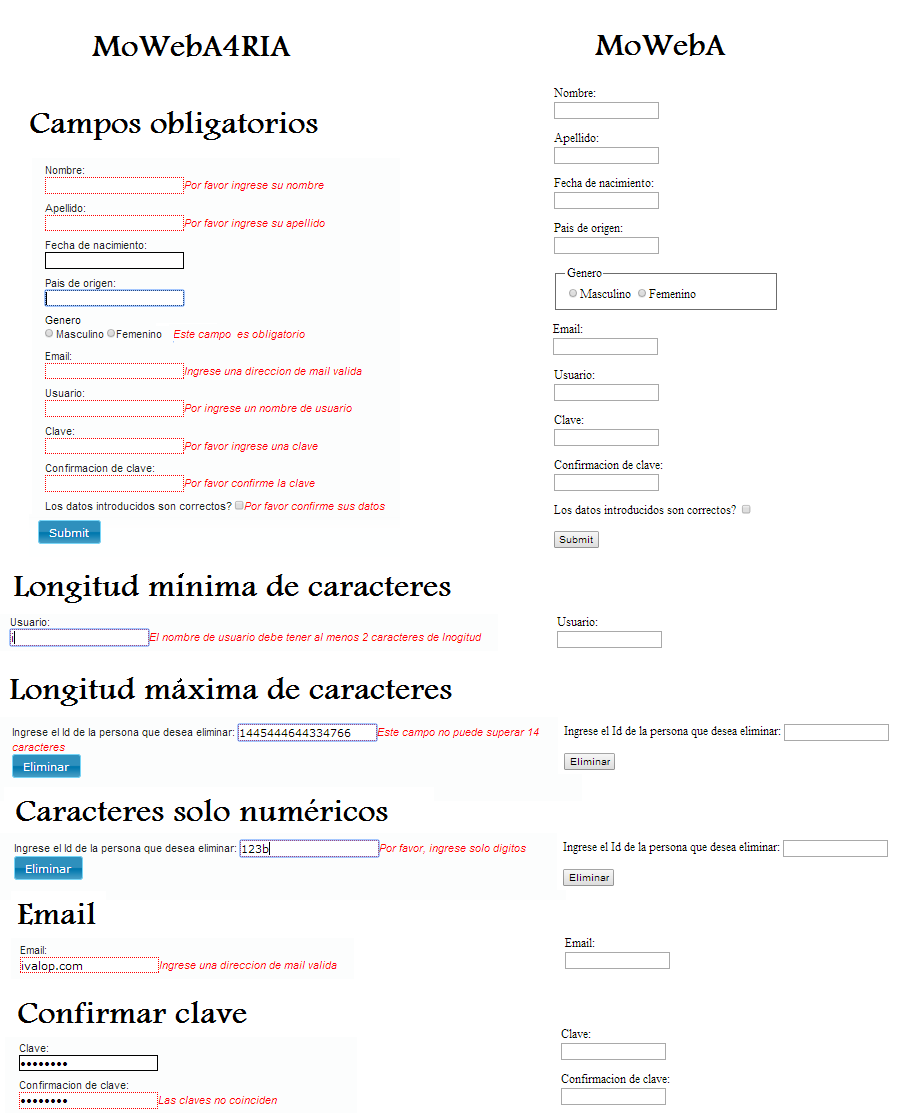 MoWebA4RIA
MoWebA
Campos obligatorios
Nombre:
Por favor ingrese su nombre
Apellido:
Por favor ingrese su apellido
Fecha de nacimiento:
Pais de origen:
Genero
Masculino Femenino Este campo es obligatorio
Email:
Ingrese una direccion de mail valida
Usuario:
Por ingrese un nombre de usuario
Clave:
Por favor ingrese una clave
Confirmacion de clave:
Por favor confirme la clave
Los datos introducidos son correctos? Por favor confirme sus datos
Submit
Nombre:
Apellido:
Fecha de nacimiento:
Pais de origen:
Genero
Masculino Femenino
Email:
Usuario:
Clave:
Confirmacion de clave:
Los datos introducidos son correctos?
Submit
Longitud mínima de caracteres
Usuario:
i El nombre de usuario debe tener al menos 2 caracteres de lnogitud
Usuario:
Longitud máxima de caracteres
Ingrese el Id de la persona que desea eliminar: 1445444644334766 Este campo no puede superar 14
caracteres
Eliminar
Ingrese el Id de la persona que desea eliminar:
Eliminar
Caracteres solo numéricos
Ingrese el Id de la persona que desea eliminar: 123b Por favor, ingrese solo digitos
Eliminar
Ingrese el Id de la persona que desea eliminar:
Eliminar
Email
Email:
ivalop.com Ingrese una direccion de mail valida
Email:
Confirmar clave
Clave:
••••••••
Confirmacion de clave:
•••••••• Las claves no coinciden
Clave:
Confirmacion de clave: